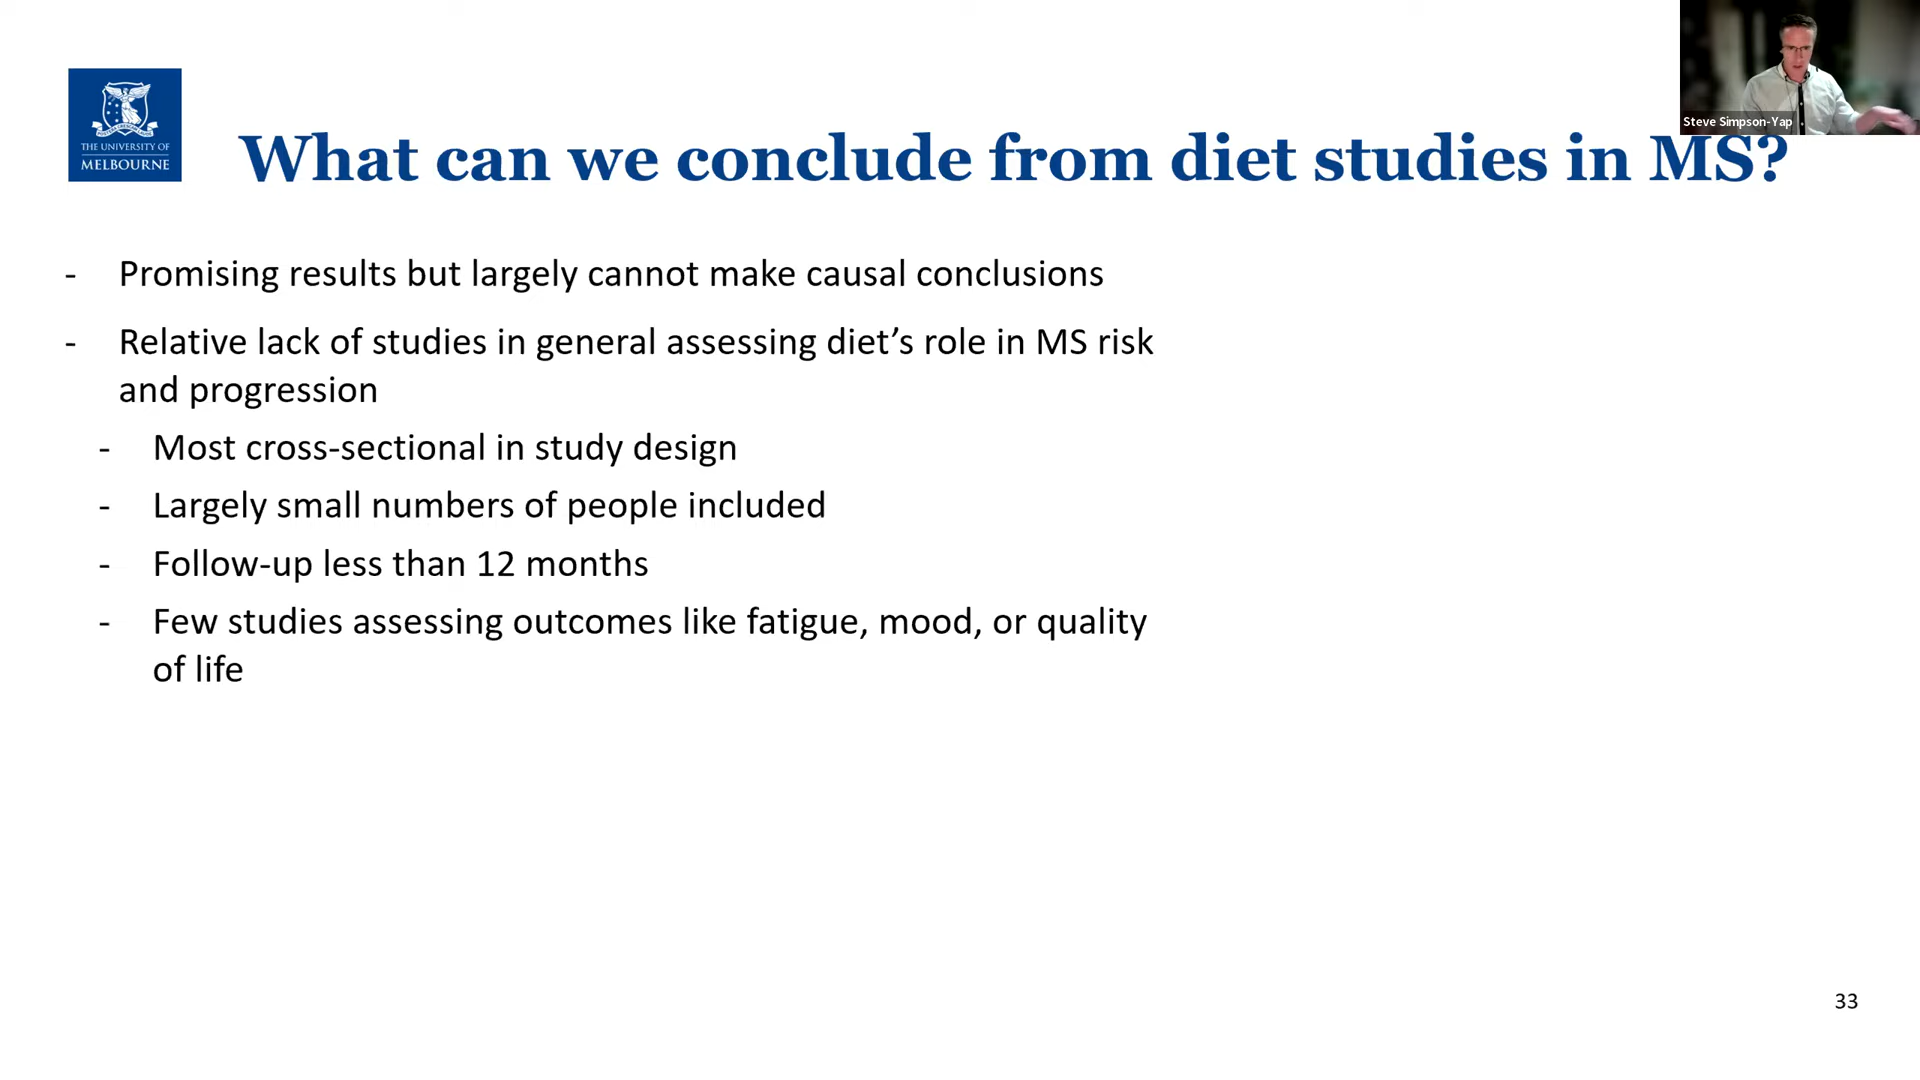 Steve Simpson-Yap
THE UNIVERSITY OF
MELBOURNE
What can we conclude from diet studies in MS?
- Promising results but largely cannot make causal conclusions
- Relative lack of studies in general assessing diet’s role in MS risk
and progression
- Most cross-sectional in study design
- Largely small numbers of people included
- Follow-up less than 12 months
- Few studies assessing outcomes like fatigue, mood, or quality
of life
33